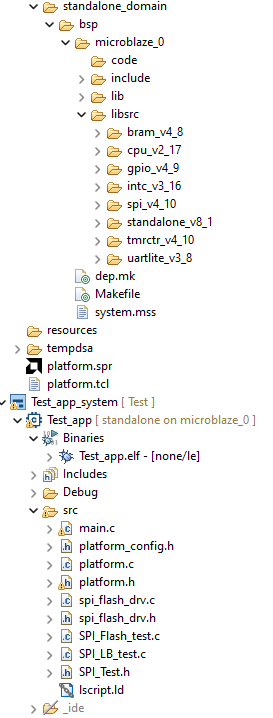 standalone_domain
bsp
microblaze_0
code
include
lib
libsrc
bram_v4_8
cpu_v2_17
gpio_v4_9
intc_v3_16
spi_v4_10
standalone_v8_1
tmrctr_v4_10
uartlite_v3_8
dep.mk
Makefile
system.mss
resources
tempdsa
platform.spr
platform.tcl
Test_app_system [ Test ]
Test_app [ standalone on microblaze_0 ]
Binaries
Test_app.elf - [none/le]
Includes
Debug
src
main.c
platform_config.h
platform.c
platform.h
spi_flash_drv.c
spi_flash_drv.h
SPI_Flash_test.c
SPI_LB_test.c
SPI_Test.h
lscript.ld
_ide